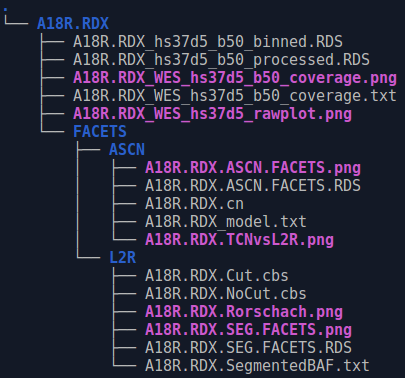 .
└── A18R.RDX
    ├── A18R.RDX_hs37d5_b50_binned.RDS
    ├── A18R.RDX_hs37d5_b50_processed.RDS
    ├── A18R.RDX_WES_hs37d5_b50_coverage.png
    ├── A18R.RDX_WES_hs37d5_b50_coverage.txt
    ├── A18R.RDX_WES_hs37d5_rawplot.png
    └── FACETS
        ├── ASCN
        │   ├── A18R.RDX.ASCN.FACETS.png
        │   ├── A18R.RDX.ASCN.FACETS.RDS
        │   ├── A18R.RDX.cn
        │   ├── A18R.RDX_model.txt
        │   └── A18R.RDX.TCNvsL2R.png
        └── L2R
            ├── A18R.RDX.Cut.cbs
            ├── A18R.RDX.NoCut.cbs
            ├── A18R.RDX.Rorschach.png
            ├── A18R.RDX.SEG.FACETS.png
            ├── A18R.RDX.SEG.FACETS.RDS
            └── A18R.RDX.SegmentedBAF.txt